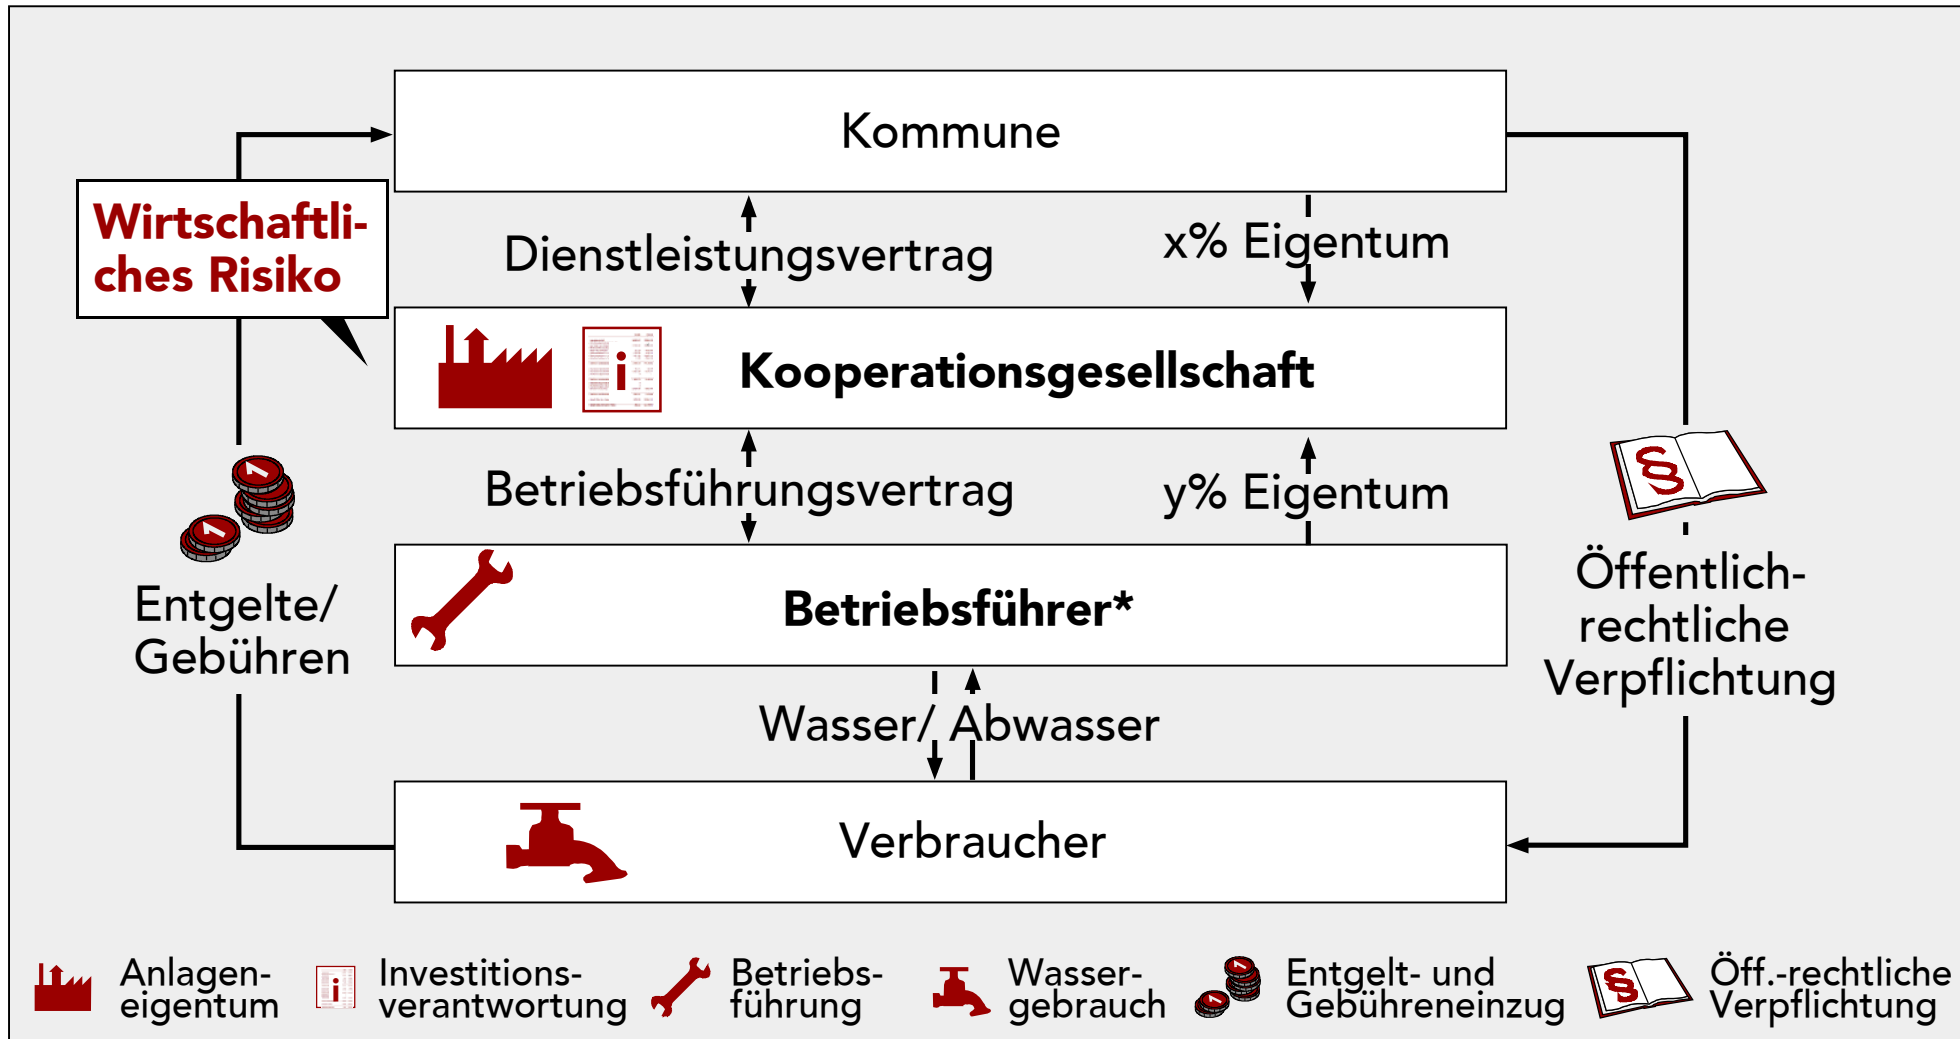 Kommune
Wirtschaftli-
ches Risiko
Dienstleistungsvertrag
x% Eigentum
Kooperationsgesellschaft
Betriebsführungsvertrag
y% Eigentum
Entgelte/
Gebühren
Betriebsführer*
Öffentlich-
rechtliche
Verpflichtung
Wasser/ Abwasser
Verbraucher
Anlagen-
eigentum
Investitions-
verantwortung
Betriebs-
führung
Wasser-
gebrauch
Entgelt- und
Gebühreneinzug
Öff.-rechtliche
Verpflichtung